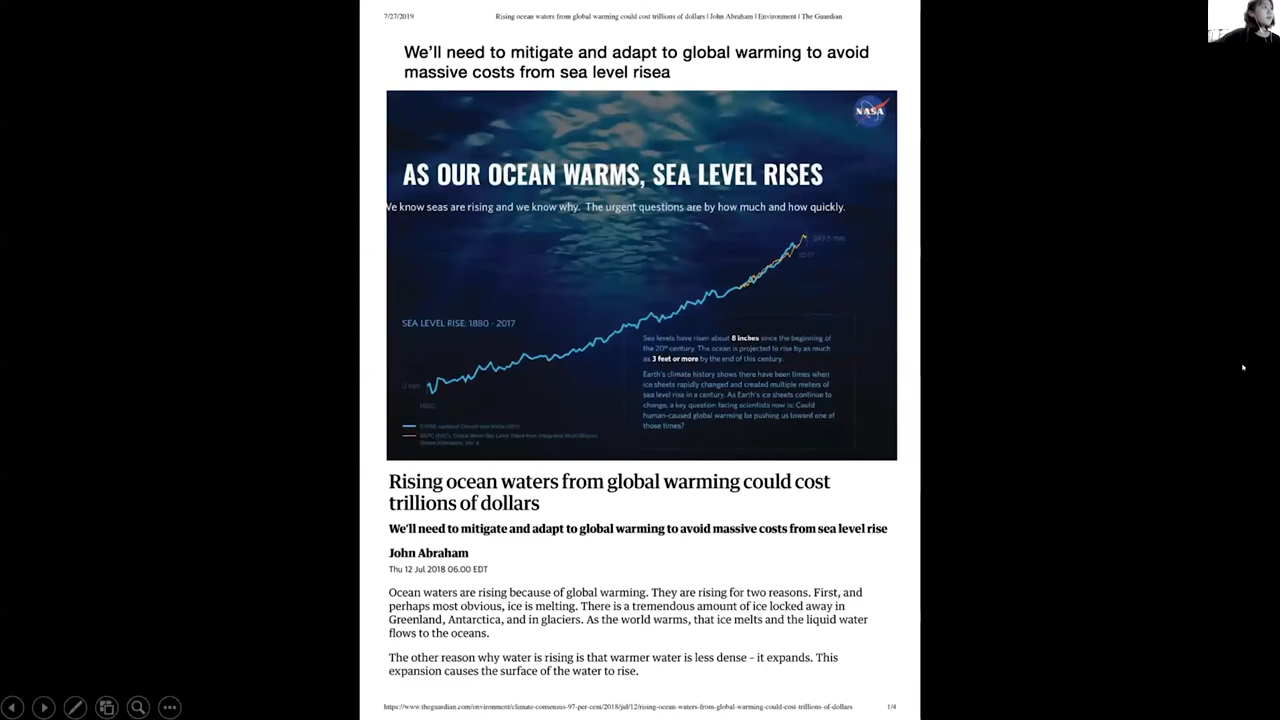 7/27/2019 Rising ocean waters from global warming could cost trillions of dollars | John Abraham | Environment | The Guardian
We'll need to mitigate and adapt to global warming to avoid
massive costs from sea level risea
NASA
AS OUR OCEAN WARMS, SEA LEVEL RISES
We know seas are rising and we know why. The urgent questions are by how much and how quickly.
249.5 mm
2017
SEA LEVEL RISE: 1880 - 2017
Sea levels have risen about 8 inches since the beginning of
the 20th century. The ocean is projected to rise by as much
as 3 feet or more by the end of this century.
Earth's climate history shows there have been times when
ice sheets rapidly changed and created multiple meters of
sea level rise in a century. As Earth's ice sheets continue to
change, a key question facing scientists now is: Could
human-caused global warming be pushing us toward one of
those times?
0 mm
1880
Rising ocean waters from global warming could cost
trillions of dollars
We'll need to mitigate and adapt to global warming to avoid massive costs from sea level rise
John Abraham
Thu 12 Jul 2018 06.00 EDT
Ocean waters are rising because of global warming. They are rising for two reasons. First, and
perhaps most obvious, ice is melting. There is a tremendous amount of ice locked away in
Greenland, Antarctica, and in glaciers. As the world warms, that ice melts and the liquid water
flows to the oceans.
The other reason why water is rising is that warmer water is less dense – it expands. This
expansion causes the surface of the water to rise.
https://www.theguardian.com/environment/climate-consensus-97-per-cent/2018/jul/12/rising-ocean-waters-from-global-warming-could-cost-trillions-of-dollars 1/4